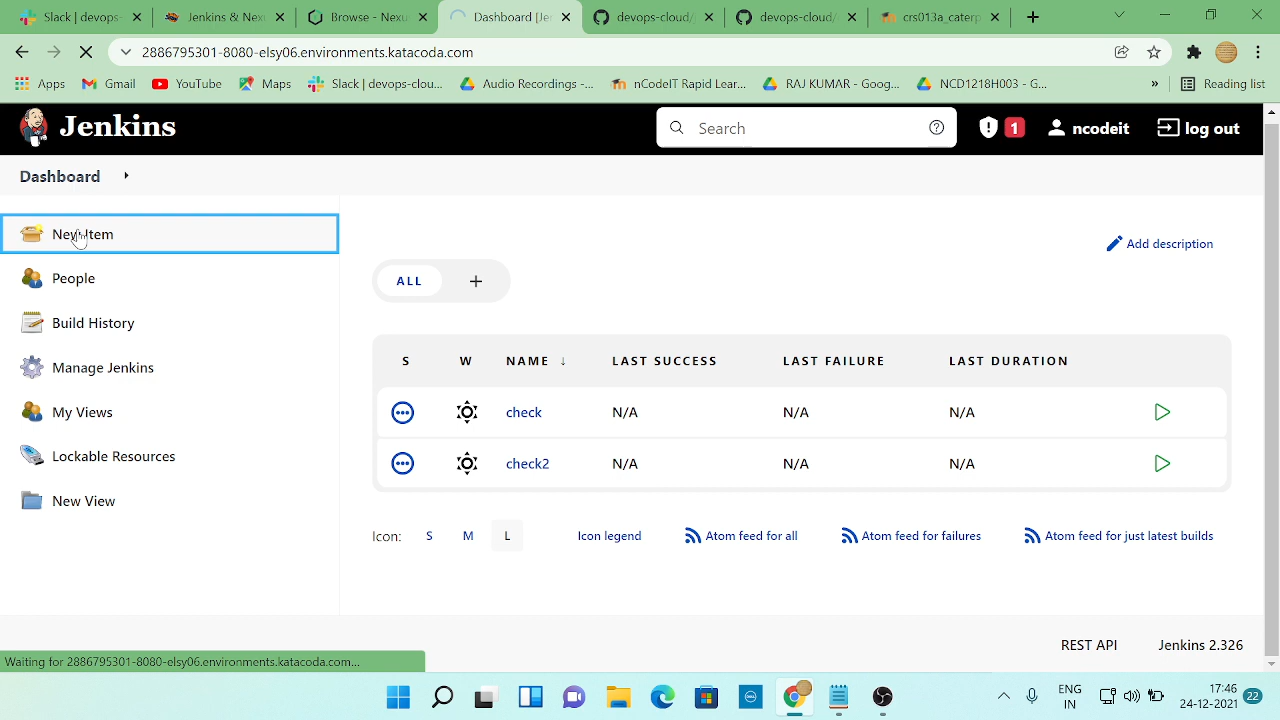 Slack | devops-
Jenkins & Nex
Browse - Nexu
Dashboard [Jer
devops-cloud/
devops-cloud/
crs013a_caterp
2886795301-8080-elsy06.environments.katacoda.com
Apps
Gmail
YouTube
Maps
Slack | devops-clou...
Audio Recordings -...
nCodeIT Rapid Lear...
RAJ KUMAR - Goog...
NCD1218H003 - G...
»
Reading list
Jenkins
Search
1
ncodeit
log out
Dashboard
New Item
People
Build History
Manage Jenkins
My Views
Lockable Resources
New View
Add description
ALL
+
S W NAME ↓ LAST SUCCESS LAST FAILURE LAST DURATION
check N/A N/A N/A
check2 N/A N/A N/A
Icon: S M L
Icon legend
Atom feed for all
Atom feed for failures
Atom feed for just latest builds
REST API
Jenkins 2.326
Waiting for 2886795301-8080-elsy06.environments.katacoda.com...
DELL
ENG
IN
17:46
24-12-2021
22